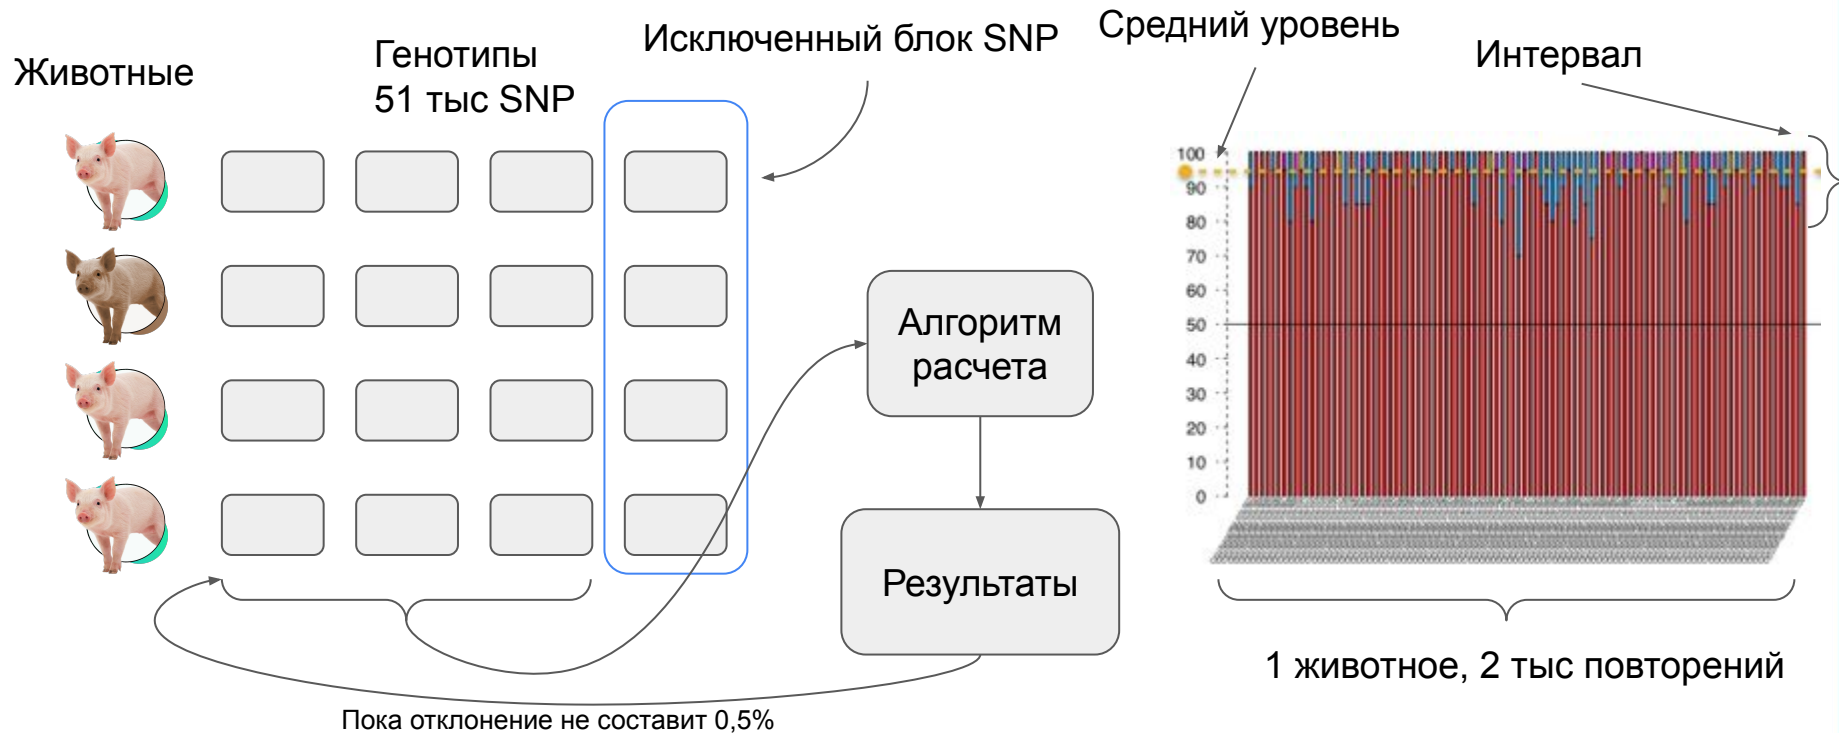 Животные
Генотипы
51 тыс SNP
Исключенный блок SNP
Средний уровень
Интервал
Алгоритм
расчета
Результаты
Пока отклонение не составит 0,5%
100
90
80
70
60
50
40
30
20
10
0
1 животное, 2 тыс повторений